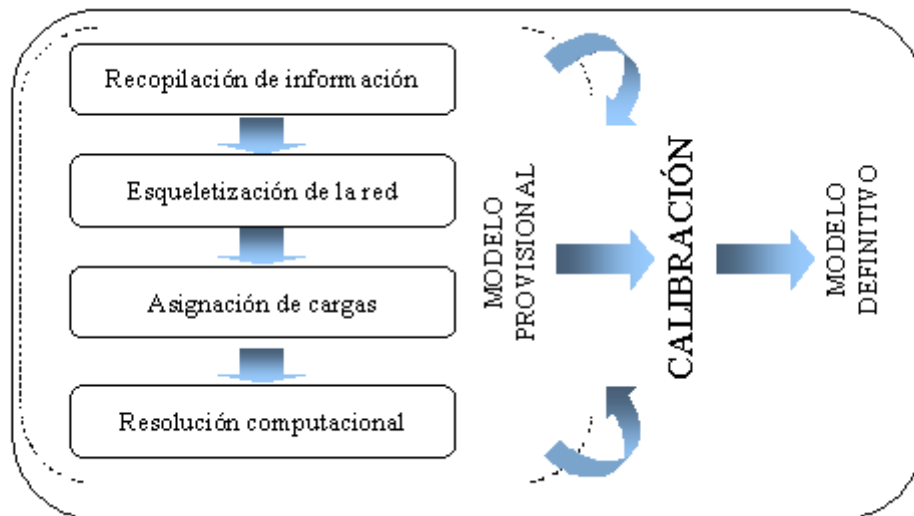 Recopilación de información
Esqueletización de la red
Asignación de cargas
Resolución computacional
MODELO
PROVISIONAL
CALIBRACIÓN
MODELO
DEFINITIVO